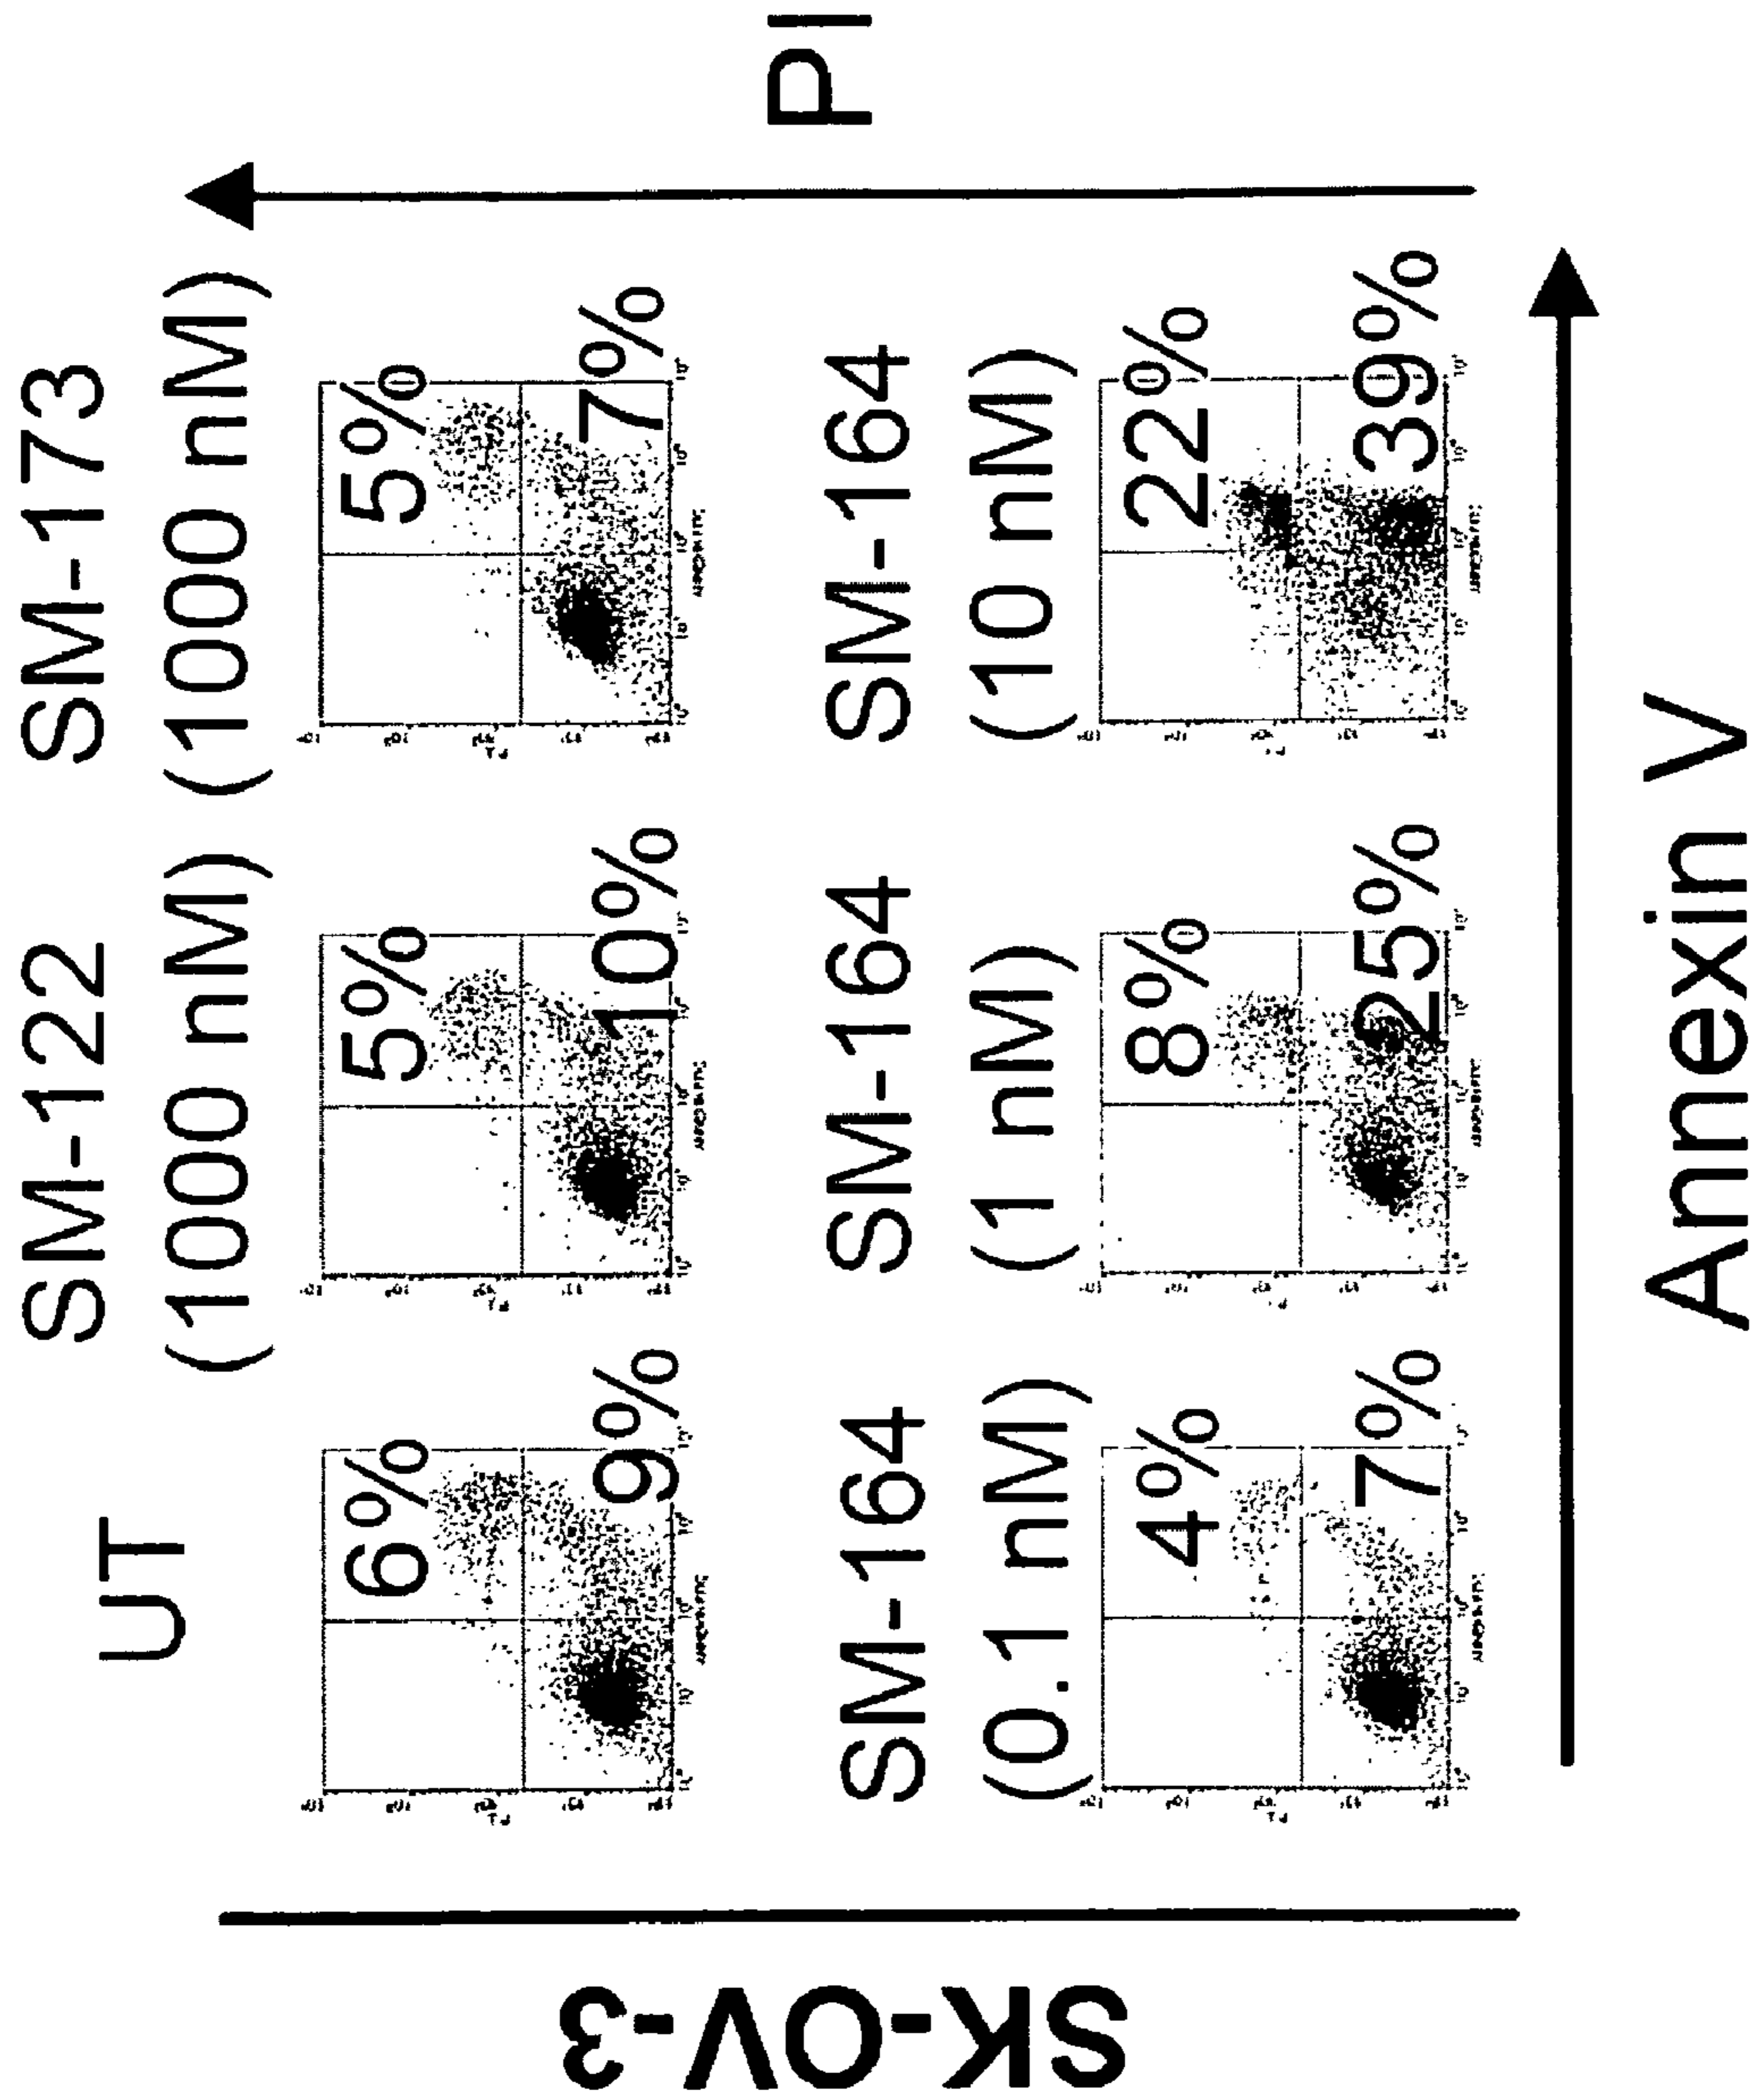 UT
SM-122
(1000 nM)
SM-173
(1000 nM)
6%
9%
5%
10%
5%
7%
SM-164
(0.1 nM)
SM-164
(1 nM)
SM-164
(10 nM)
4%
7%
8%
25%
22%
39%
SK-OV-3
PI
Annexin V